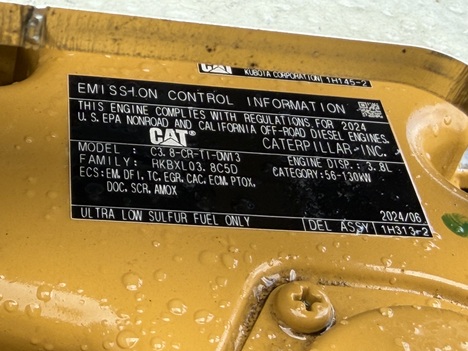 CAT KUBOTA CORPORATION 1H145-2
EMISSION CONTROL INFORMATION
THIS ENGINE COMPLIES WITH REGULATIONS FOR 2024
U.S. EPA NONROAD AND CALIFORNIA OFF-ROAD DIESEL ENGINES.
CAT CATERPILLAR INC.
MODEL : C3.8-CR-TI-DW13 ENGINE DISP.: 3.8L
FAMILY: RKBXL03.8C5D CATEGORY:56-130kW
ECS:EM, DFI, TC, EGR, CAC, ECM, PTOX,
DOC, SCR, AMOX
2024/06
ULTRA LOW SULFUR FUEL ONLY DEL ASSY 1H313-2